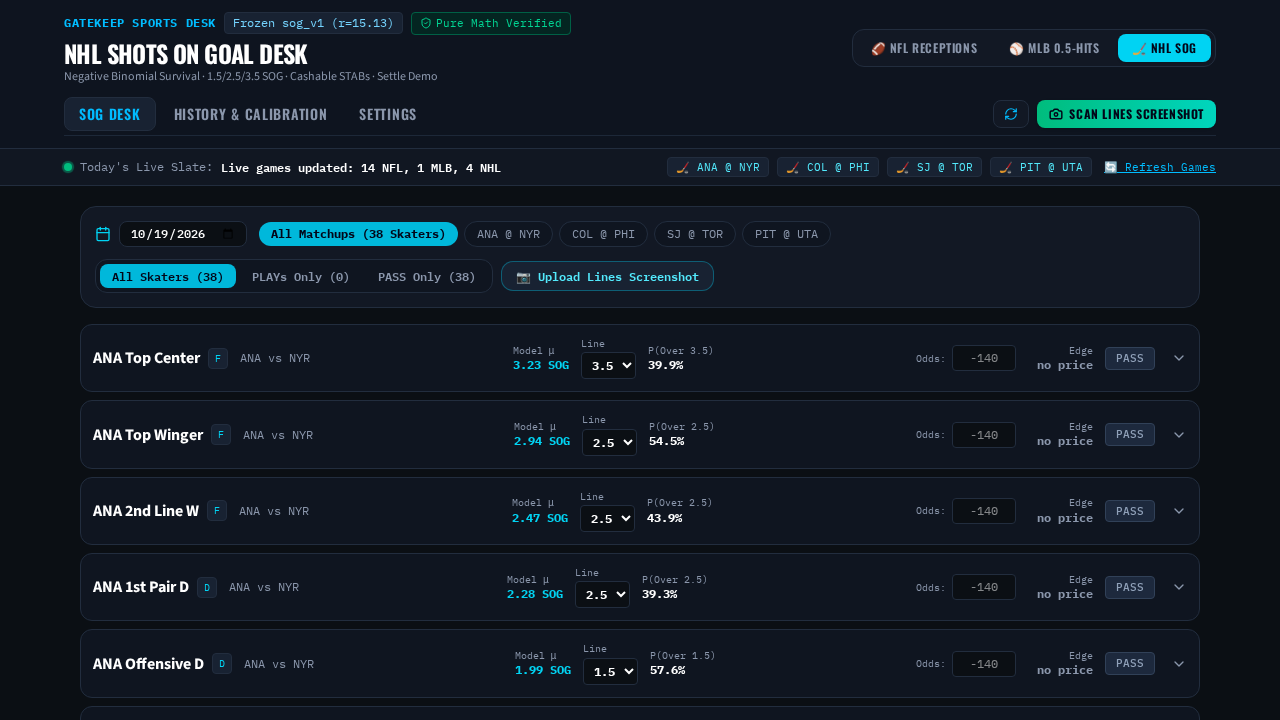 GATEKEEP SPORTS DESK Frozen sog_v1 (r=15.13) Pure Math Verified
NHL SHOTS ON GOAL DESK
Negative Binomial Survival · 1.5/2.5/3.5 SOG · Cashable STABs · Settle Demo
🏈 NFL RECEPTIONS ⚾ MLB 0.5-HITS 🏒 NHL SOG
SOG DESK HISTORY & CALIBRATION SETTINGS SCAN LINES SCREENSHOT
Today's Live Slate: Live games updated: 14 NFL, 1 MLB, 4 NHL 🏒 ANA @ NYR 🏒 COL @ PHI 🏒 SJ @ TOR 🏒 PIT @ UTA 🔄 Refresh Games
10/19/2026 All Matchups (38 Skaters) ANA @ NYR COL @ PHI SJ @ TOR PIT @ UTA
All Skaters (38) PLAYs Only (0) PASS Only (38) 📷 Upload Lines Screenshot
ANA Top Center F ANA vs NYR
Model μ
3.23 SOG
Line
3.5
P(Over 3.5)
39.9%
Odds: -140
Edge
no price
PASS
ANA Top Winger F ANA vs NYR
Model μ
2.94 SOG
Line
2.5
P(Over 2.5)
54.5%
Odds: -140
Edge
no price
PASS
ANA 2nd Line W F ANA vs NYR
Model μ
2.47 SOG
Line
2.5
P(Over 2.5)
43.9%
Odds: -140
Edge
no price
PASS
ANA 1st Pair D D ANA vs NYR
Model μ
2.28 SOG
Line
2.5
P(Over 2.5)
39.3%
Odds: -140
Edge
no price
PASS
ANA Offensive D D ANA vs NYR
Model μ
1.99 SOG
Line
1.5
P(Over 1.5)
57.6%
Odds: -140
Edge
no price
PASS